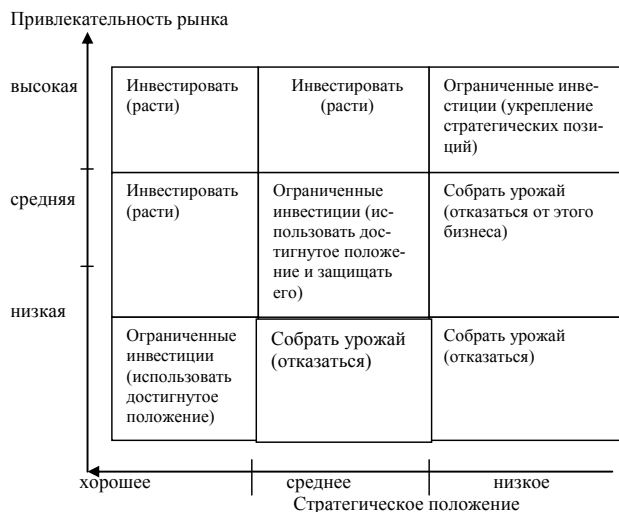 Привлекательность рынка
высокая
Инвестировать
(расти)
Инвестировать
(расти)
Ограниченные инве-
стиции (укрепление
стратегических пози-
ций)
средняя
Инвестировать
(расти)
Ограниченные
инвестиции (ис-
пользовать дос-
тигнутое положе-
ние и защищать
его)
Собрать урожай
(отказаться от этого
бизнеса)
низкая
Ограниченные
инвестиции
(использовать
достигнутое
положение)
Собрать урожай
(отказаться)
Собрать урожай
(отказаться)
хорошее
среднее
низкое
Стратегическое положение